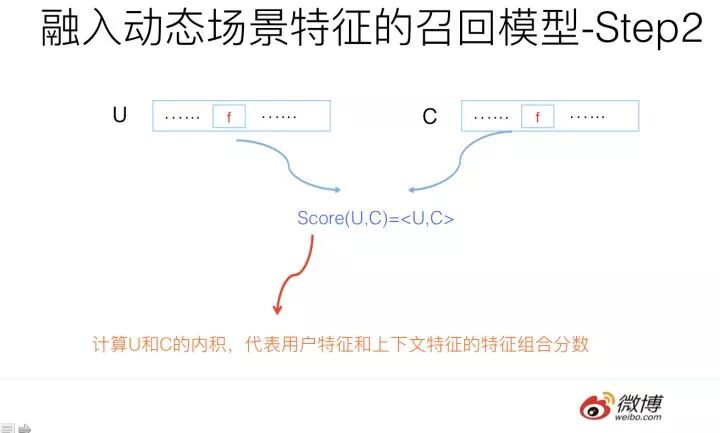 融入动态场景特征的召回模型-Step2
U …… f …… C …… f ……
Score(U,C)=<U,C>
计算U和C的内积，代表用户特征和上下文特征的特征组合分数
微博
weibo.com